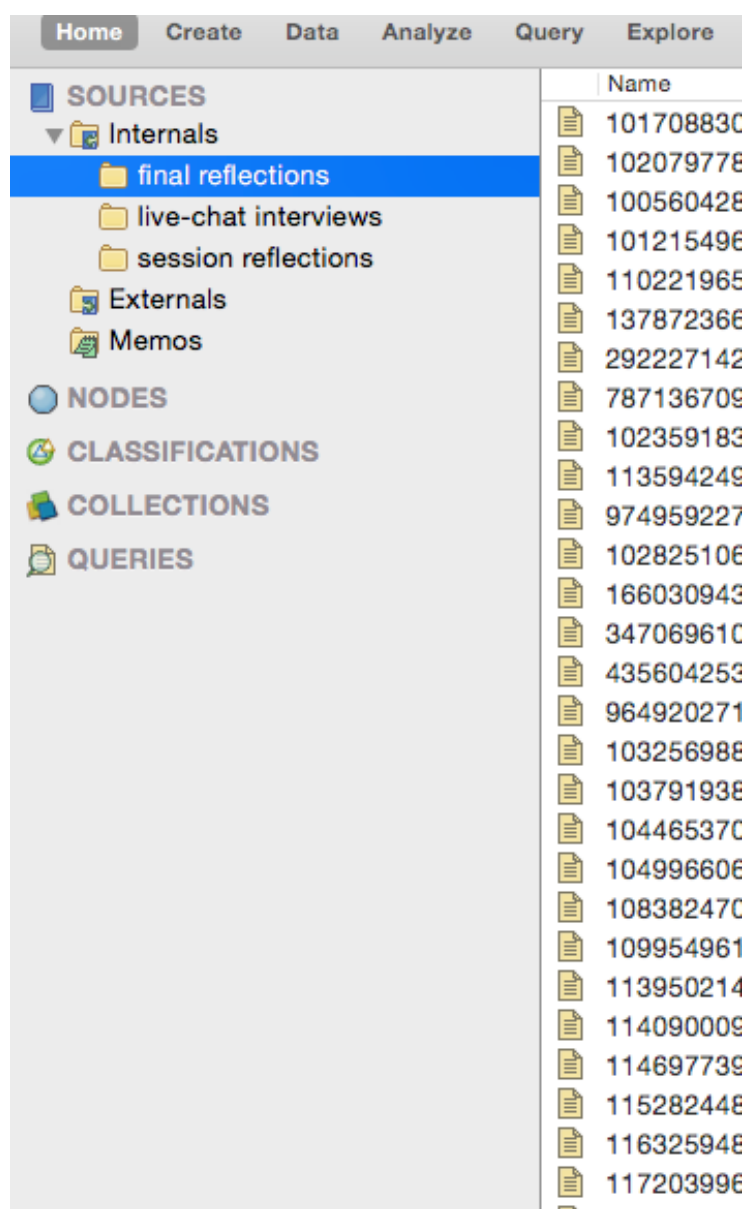 Home Create Data Analyze Query Explore
SOURCES
Internals
final reflections
live-chat interviews
session reflections
Externals
Memos
NODES
CLASSIFICATIONS
COLLECTIONS
QUERIES
Name
101708830
102079778
100560428
101215496
110221965
137872366
292227142
787136709
102359183
113594249
974959227
102825106
166030943
347069610
435604253
964920271
103256988
103791938
104465370
104996606
108382470
109954961
113950214
114090009
114697739
115282448
116325948
117203996